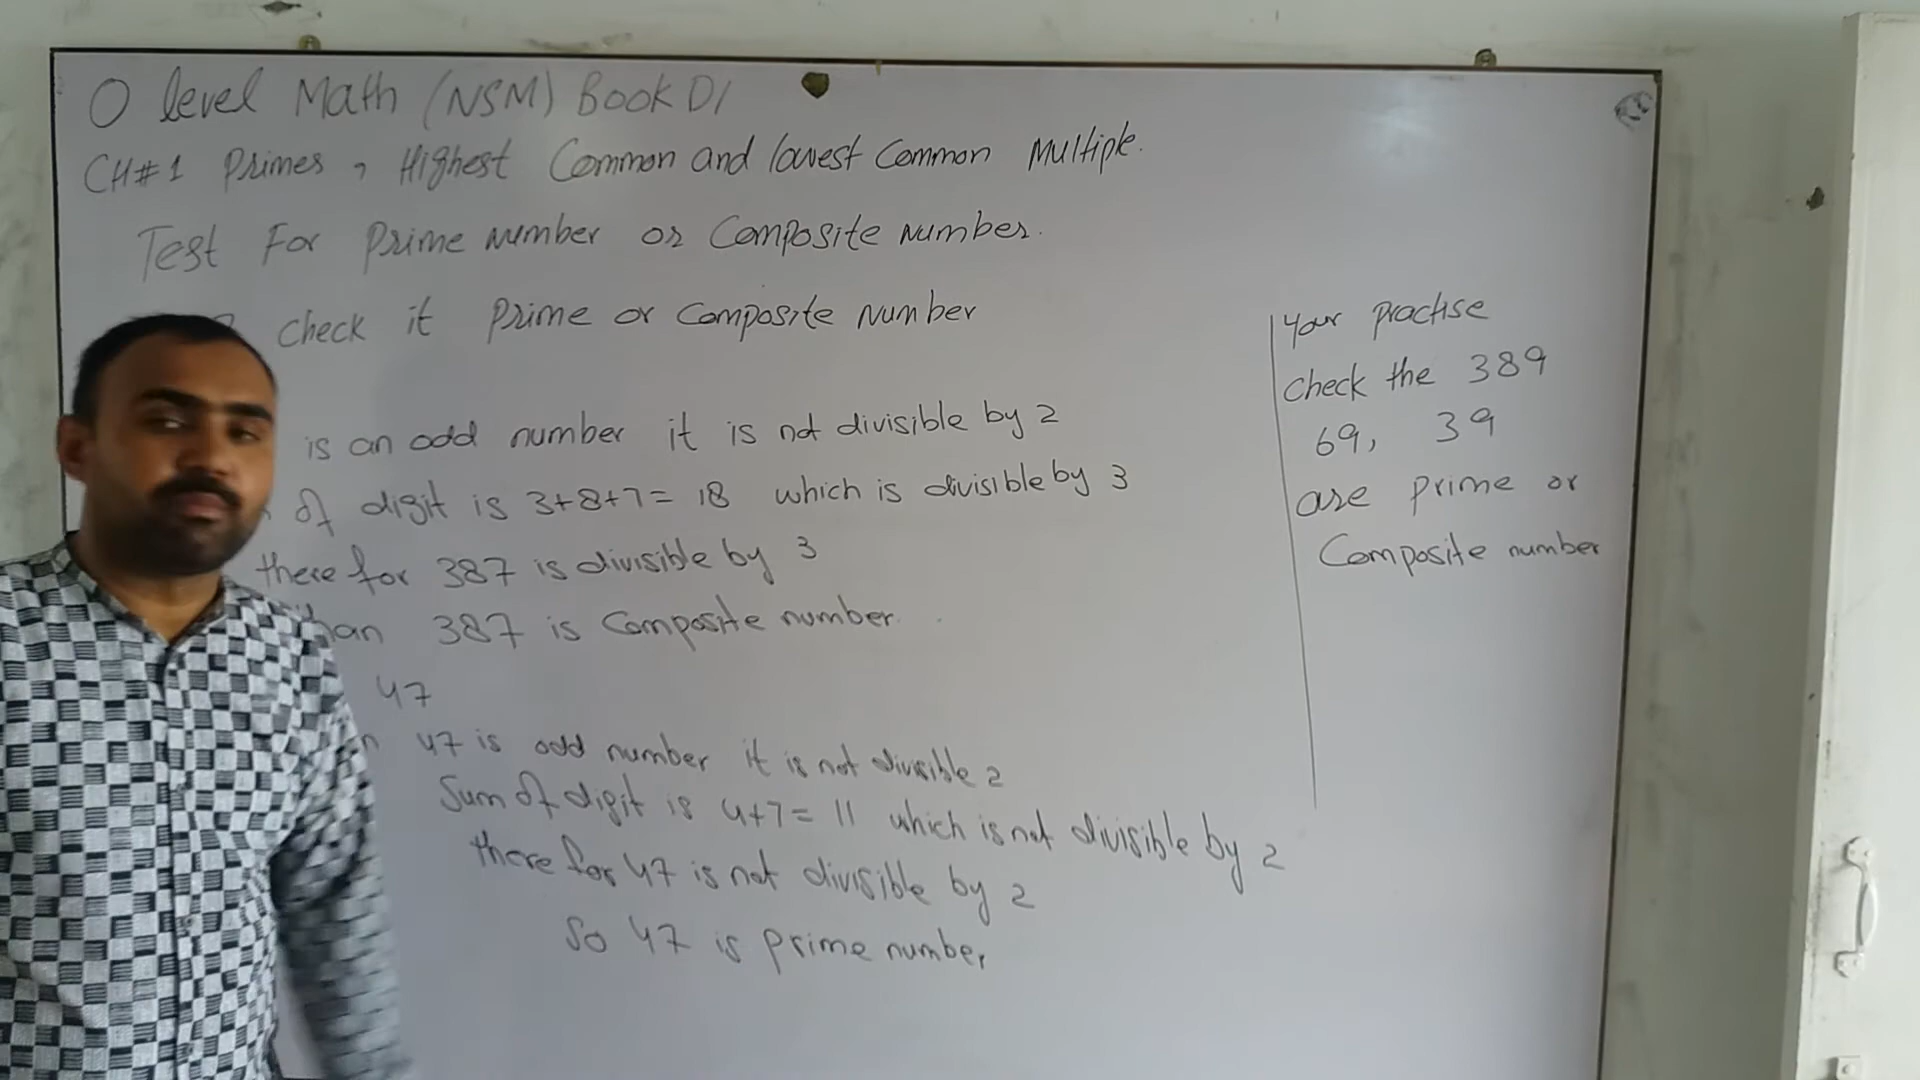 O level Math (NSM) Book D1
CH#1 Primes, Highest Common and lowest Common Multiple.
Test For Prime number or Composite number.
check it Prime or Composite Number
is an odd number it is not divisible by 2
of digit is 3+8+7= 18 which is divisible by 3
there for 387 is divisible by 3
han 387 is Composite number.
47
47 is odd number it is not divisible 2
Sum of digit is 4+7= 11 which is not divisible by 2
there for 47 is not divisible by 2
So 47 is prime number
your practise
check the 389
69, 39
are prime or
Composite number